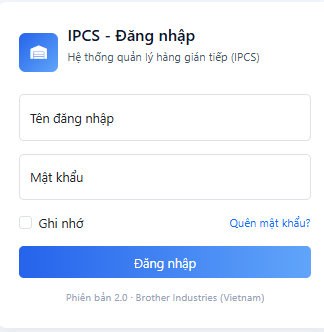 IPCS - Đăng nhập
Hệ thống quản lý hàng gián tiếp (IPCS)
Tên đăng nhập
Mật khẩu
Ghi nhớ
Quên mật khẩu?
Đăng nhập
Phiên bản 2.0 · Brother Industries (Vietnam)